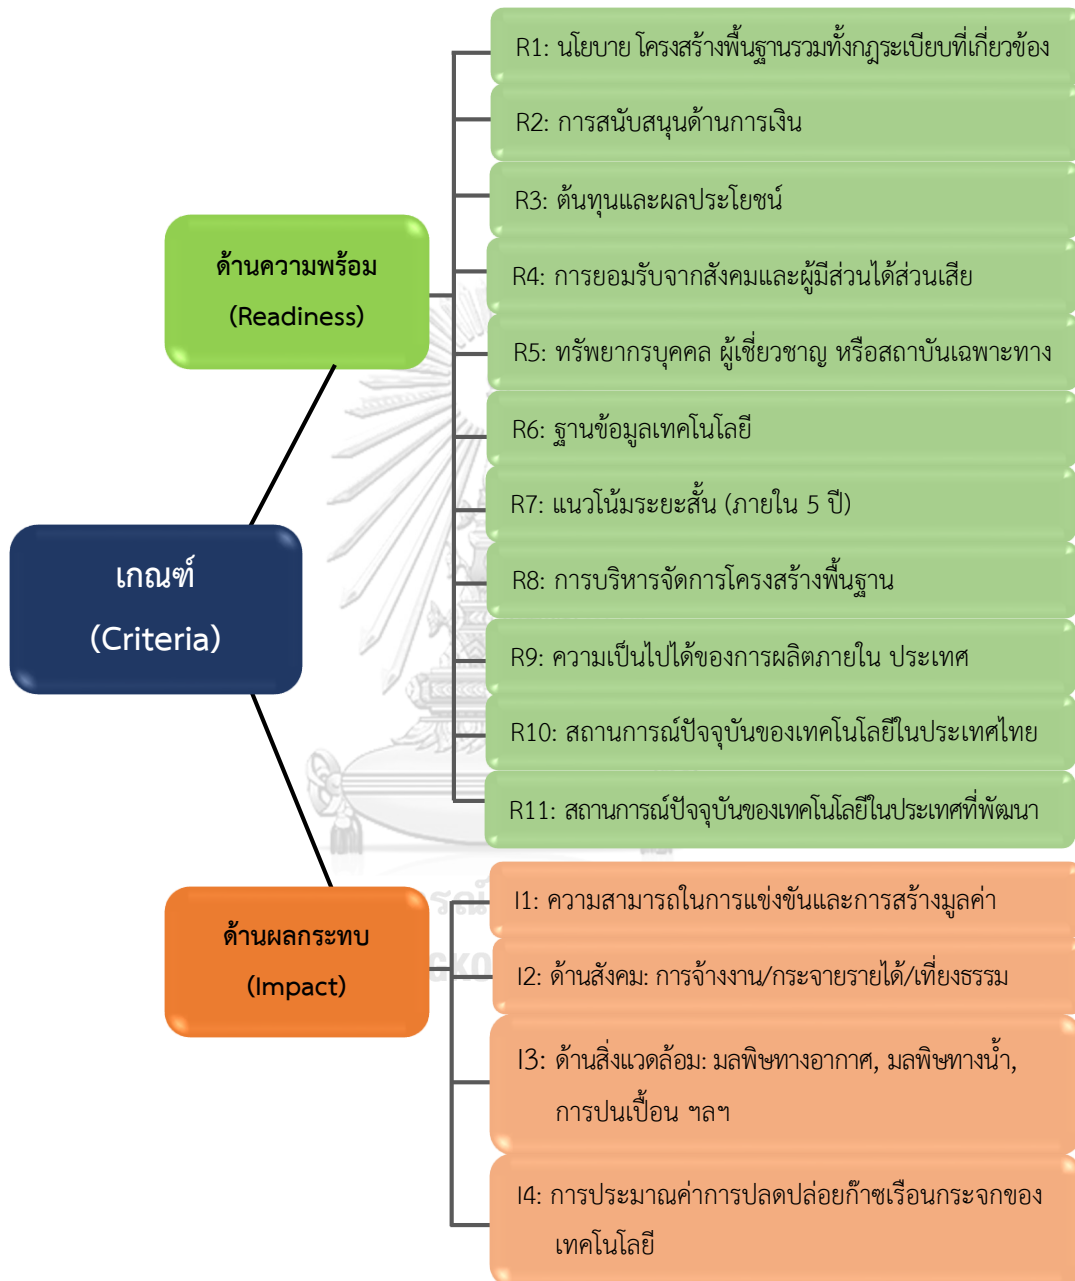 เกณฑ์
(Criteria)
ด้านความพร้อม
(Readiness)
R1: นโยบาย โครงสร้างพื้นฐานรวมทั้งกฎระเบียบที่เกี่ยวข้อง
R2: การสนับสนุนด้านการเงิน
R3: ต้นทุนและผลประโยชน์
R4: การยอมรับจากสังคมและผู้มีส่วนได้ส่วนเสีย
R5: ทรัพยากรบุคคล ผู้เชี่ยวชาญ หรือสถาบันเฉพาะทาง
R6: ฐานข้อมูลเทคโนโลยี
R7: แนวโน้มระยะสั้น (ภายใน 5 ปี)
R8: การบริหารจัดการโครงสร้างพื้นฐาน
R9: ความเป็นไปได้ของการผลิตภายใน ประเทศ
R10: สถานการณ์ปัจจุบันของเทคโนโลยีในประเทศไทย
R11: สถานการณ์ปัจจุบันของเทคโนโลยีในประเทศที่พัฒนา
ด้านผลกระทบ
(Impact)
I1: ความสามารถในการแข่งขันและการสร้างมูลค่า
I2: ด้านสังคม: การจ้างงาน/กระจายรายได้/เที่ยงธรรม
I3: ด้านสิ่งแวดล้อม: มลพิษทางอากาศ, มลพิษทางน้ำ,
การปนเปื้อน ฯลฯ
I4: การประมาณค่าการปลดปล่อยก๊าซเรือนกระจกของ
เทคโนโลยี